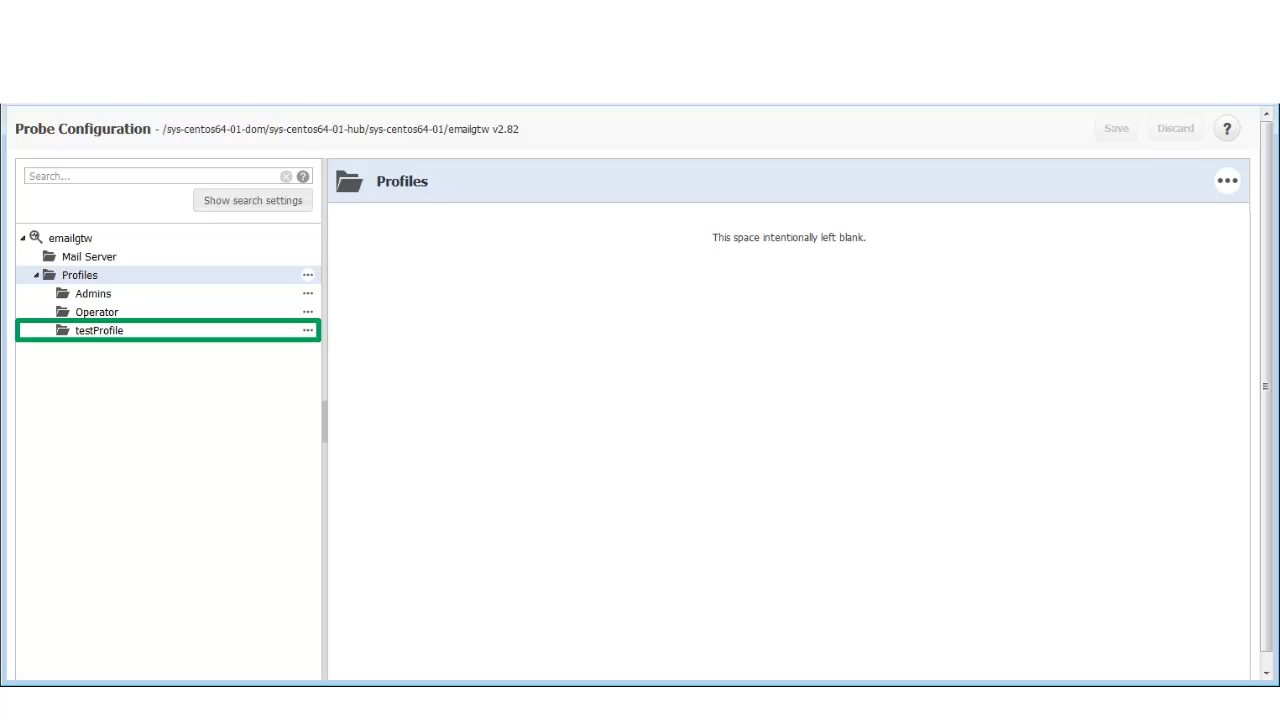 Probe Configuration - /sys-centos64-01-dom/sys-centos64-01-hub/sys-centos64-01/emailgtw v2.82
Save
Discard
?
Search...
?
Show search settings
Profiles
•••
This space intentionally left blank.
emailgtw
Mail Server
Profiles
Admins
Operator
testProfile